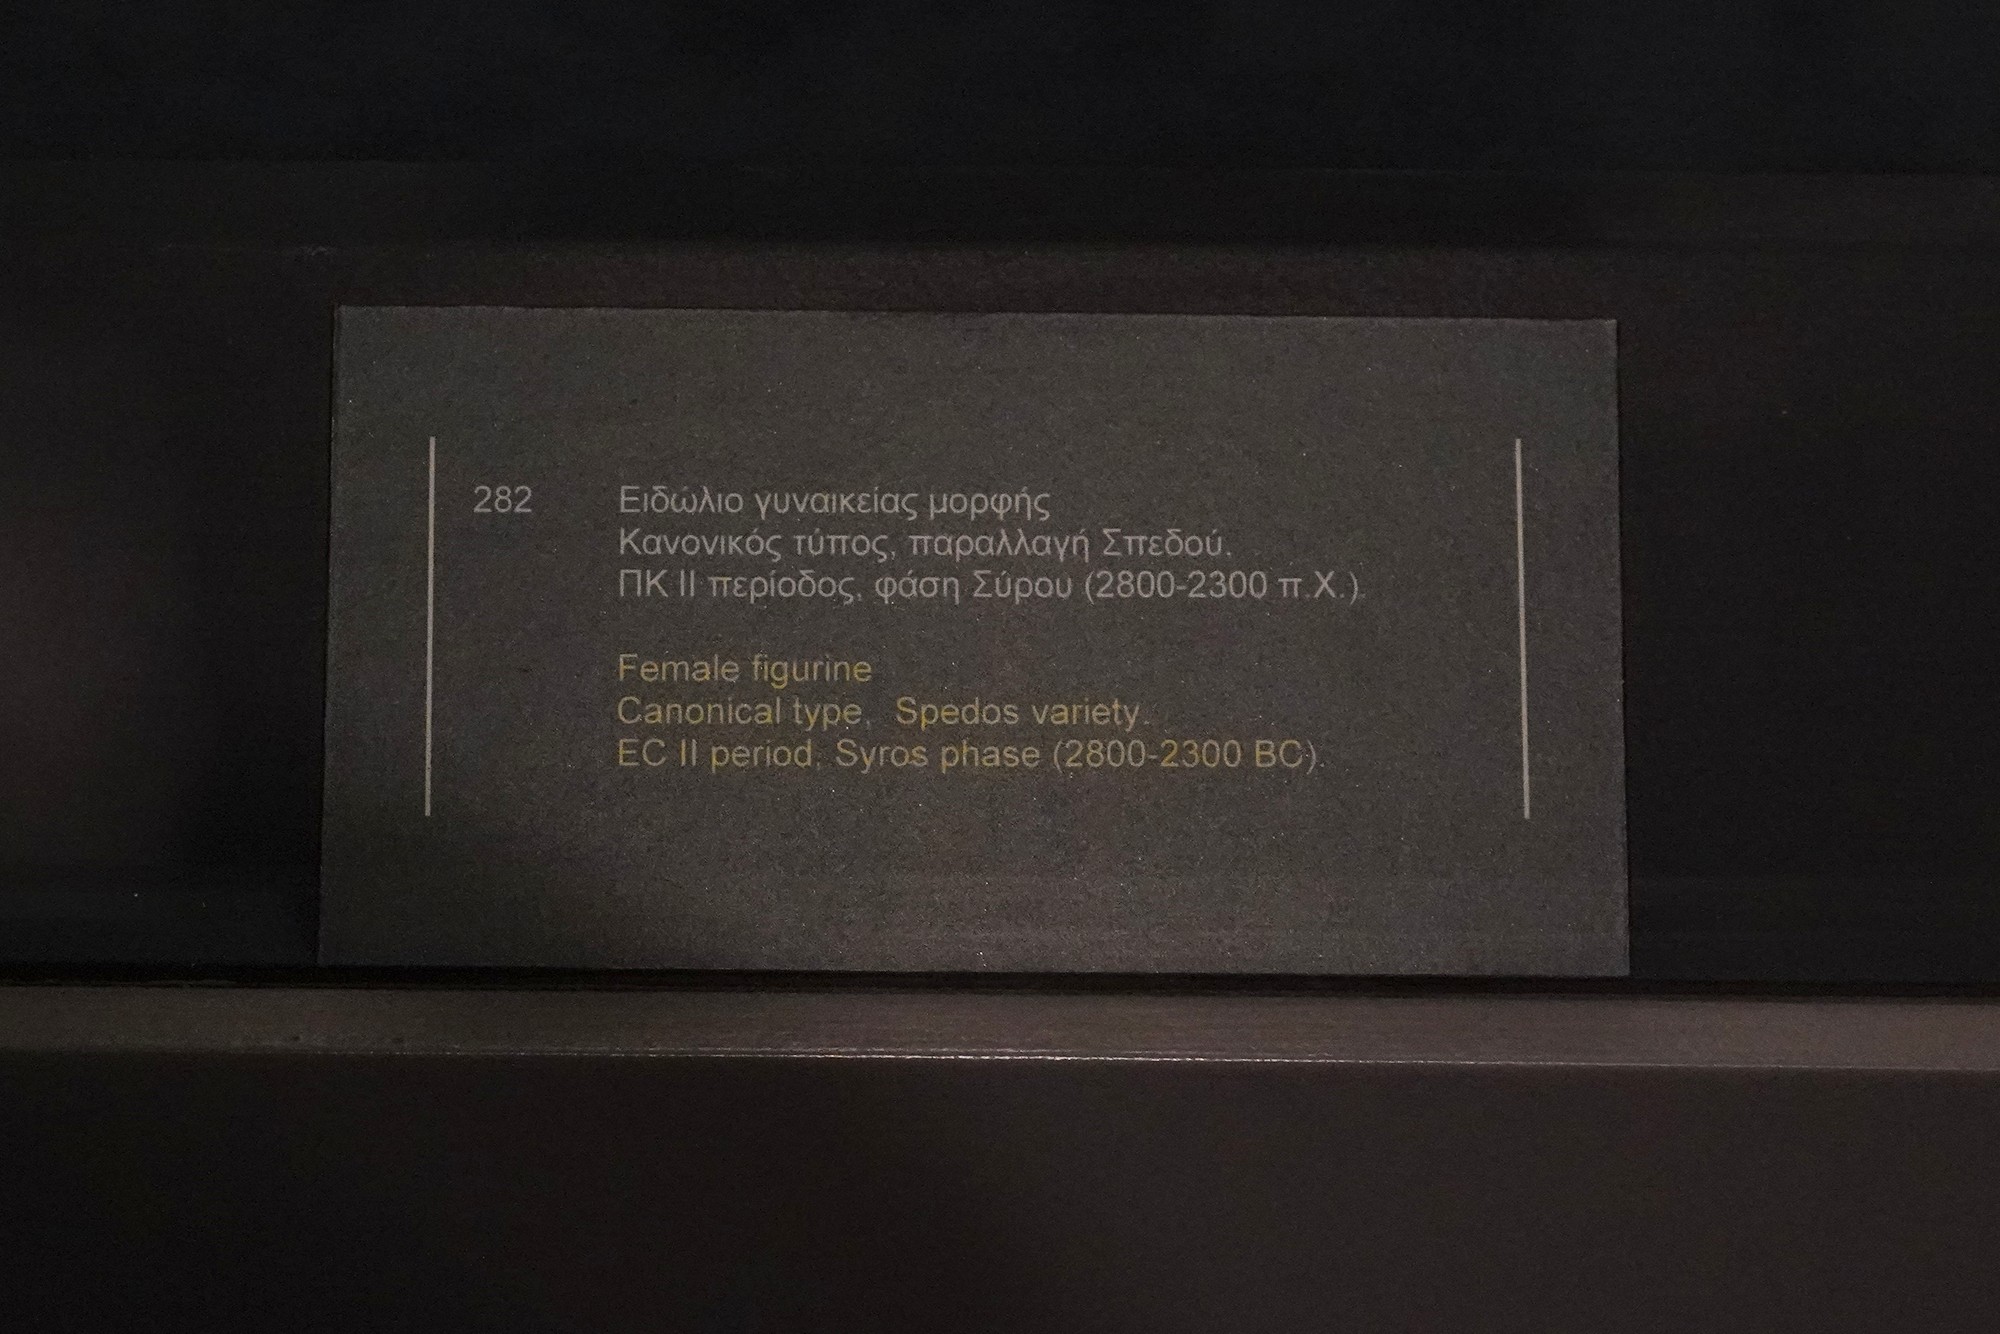 282 Ειδώλιο γυναικείας μορφής
Κανονικός τύπος, παραλλαγή Σπεδού.
ΠΚ ΙΙ περίοδος, φάση Σύρου (2800-2300 π.Χ.).
Female figurine
Canonical type, Spedos variety.
EC II period, Syros phase (2800-2300 BC).